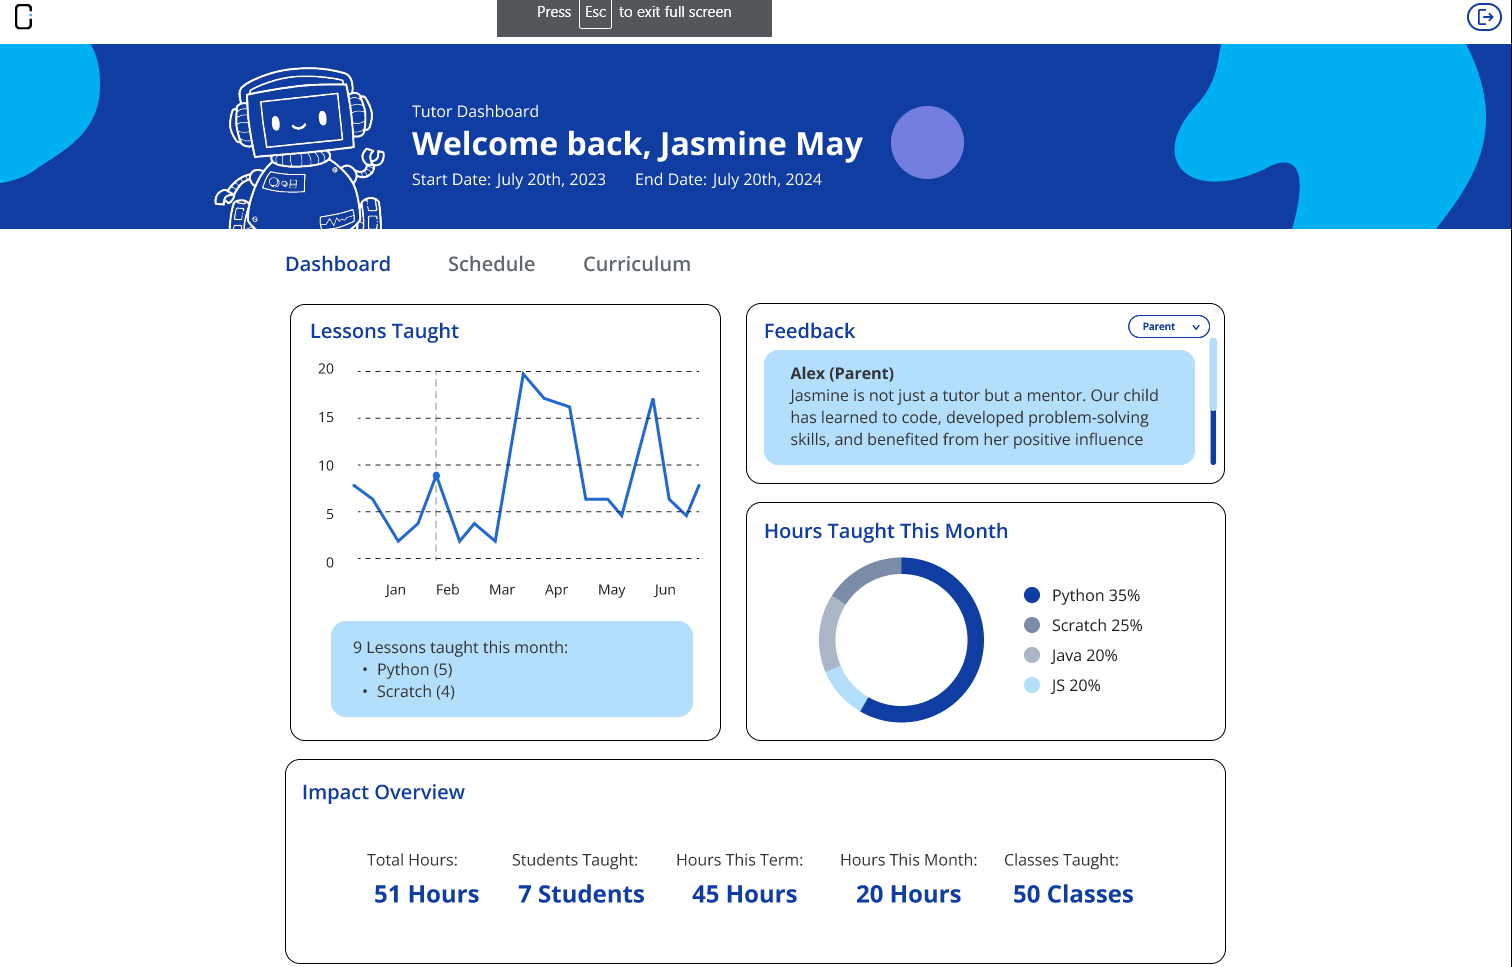 Press Esc to exit full screen
Tutor Dashboard
Welcome back, Jasmine May
Start Date: July 20th, 2023 End Date: July 20th, 2024
Dashboard Schedule Curriculum
Lessons Taught
20
15
10
5
0
Jan Feb Mar Apr May Jun
9 Lessons taught this month:
• Python (5)
• Scratch (4)
Feedback
Parent
Alex (Parent)
Jasmine is not just a tutor but a mentor. Our child
has learned to code, developed problem-solving
skills, and benefited from her positive influence
Hours Taught This Month
Python 35%
Scratch 25%
Java 20%
JS 20%
Impact Overview
Total Hours: Students Taught: Hours This Term: Hours This Month: Classes Taught:
51 Hours 7 Students 45 Hours 20 Hours 50 Classes